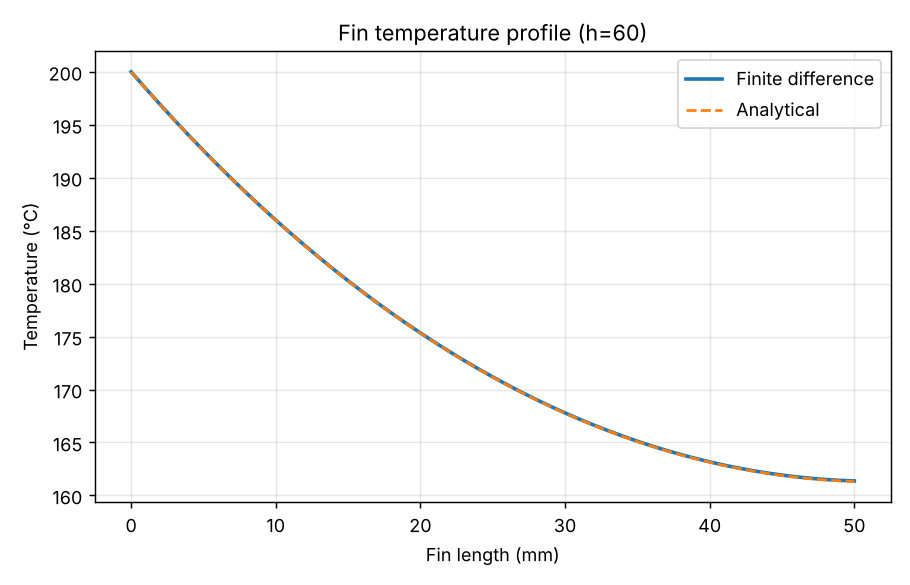 Fin temperature profile (h=60)
Finite difference
Analytical
Temperature (°C)
200
195
190
185
180
175
170
165
160
0 10 20 30 40 50
Fin length (mm)